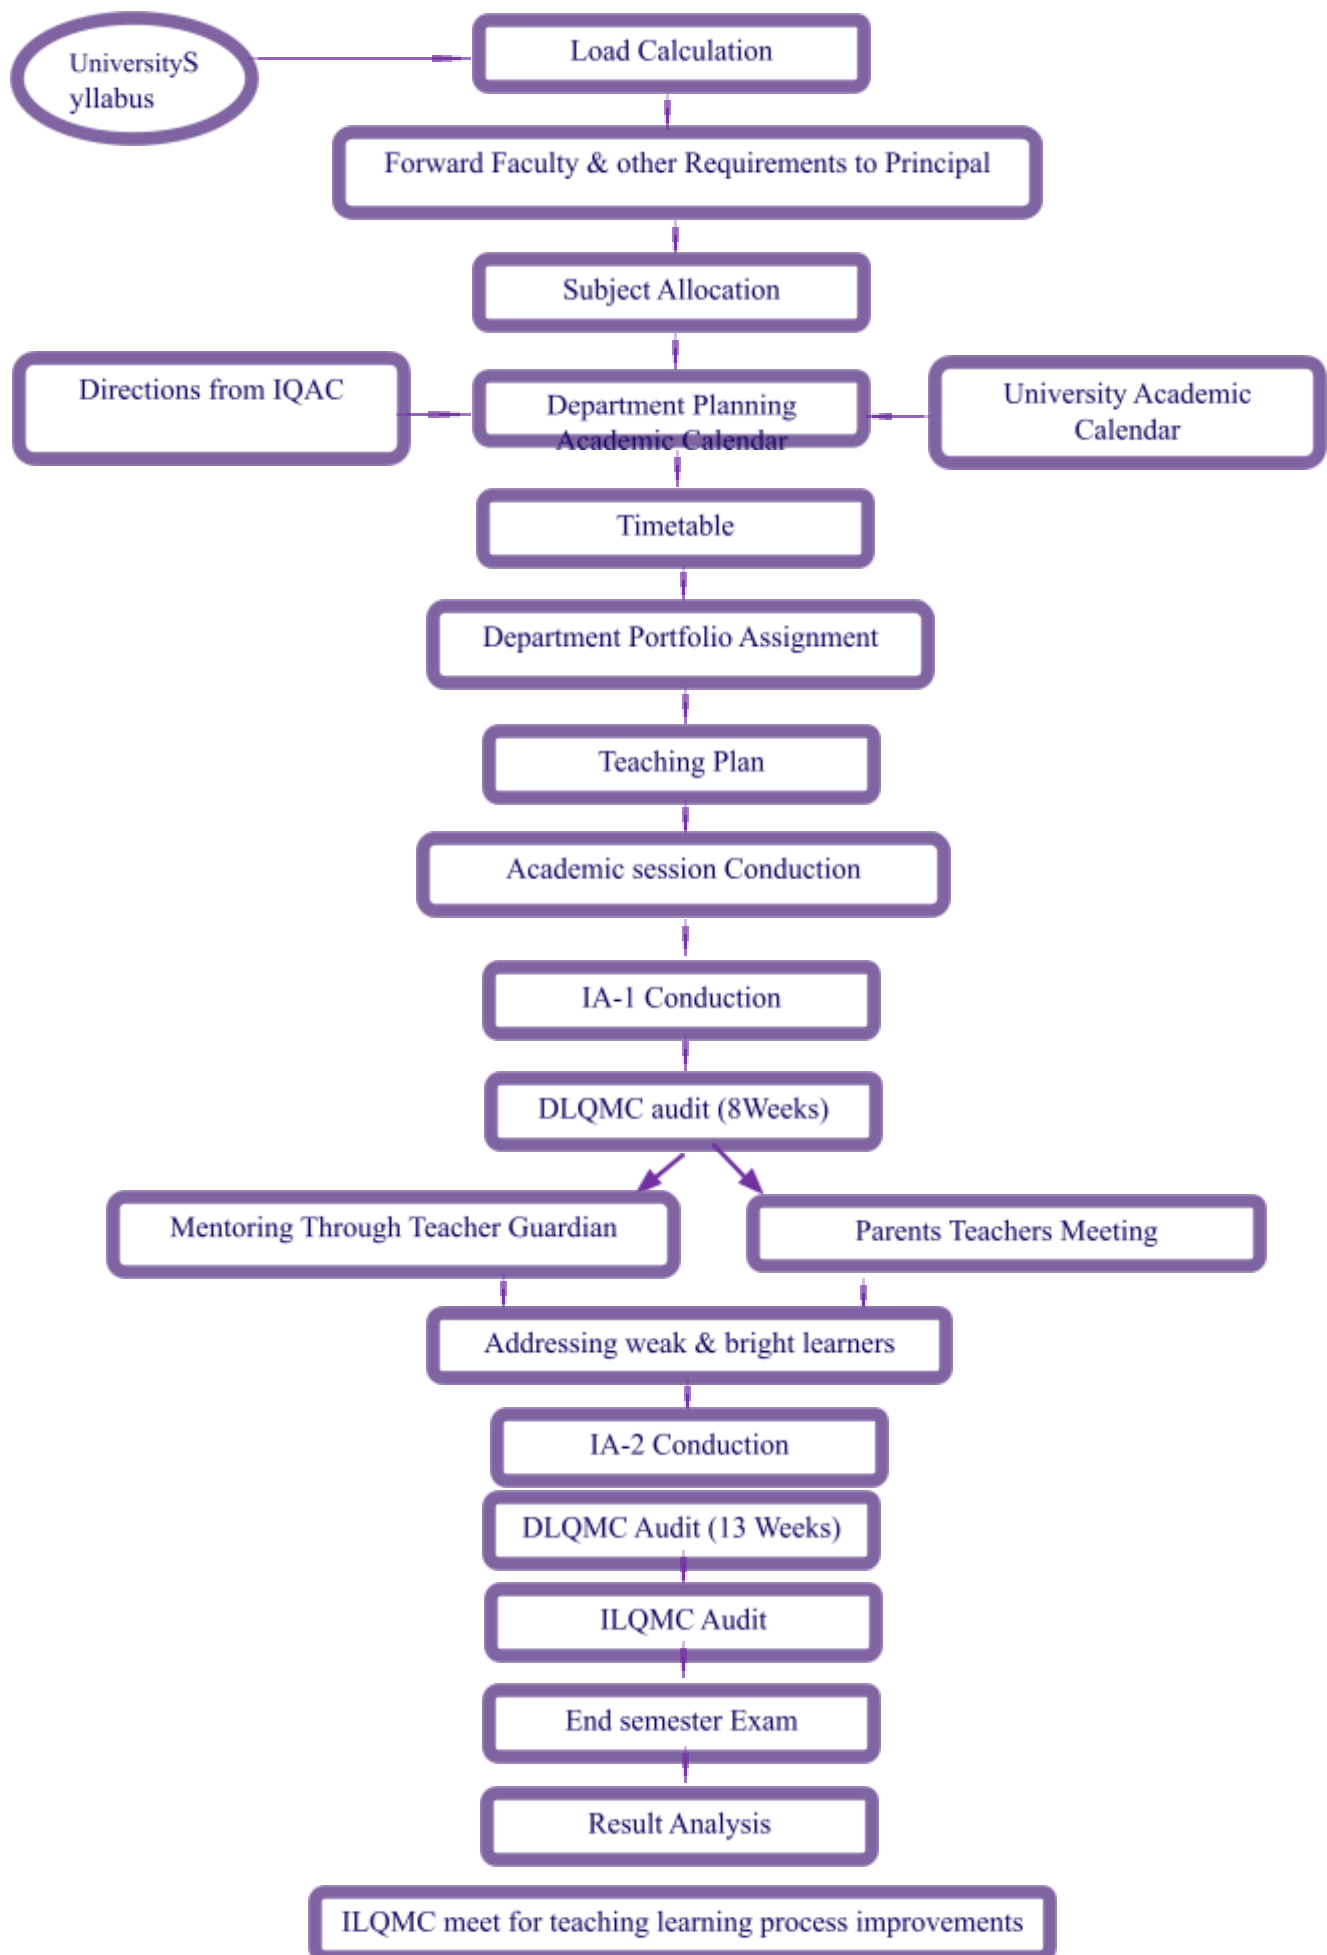 UniversityS
yllabus
Load Calculation
Forward Faculty & other Requirements to Principal
Subject Allocation
Directions from IQAC
Department Planning
Academic Calendar
University Academic
Calendar
Timetable
Department Portfolio Assignment
Teaching Plan
Academic session Conduction
IA-1 Conduction
DLQMC audit (8Weeks)
Mentoring Through Teacher Guardian
Parents Teachers Meeting
Addressing weak & bright learners
IA-2 Conduction
DLQMC Audit (13 Weeks)
ILQMC Audit
End semester Exam
Result Analysis
ILQMC meet for teaching learning process improvements